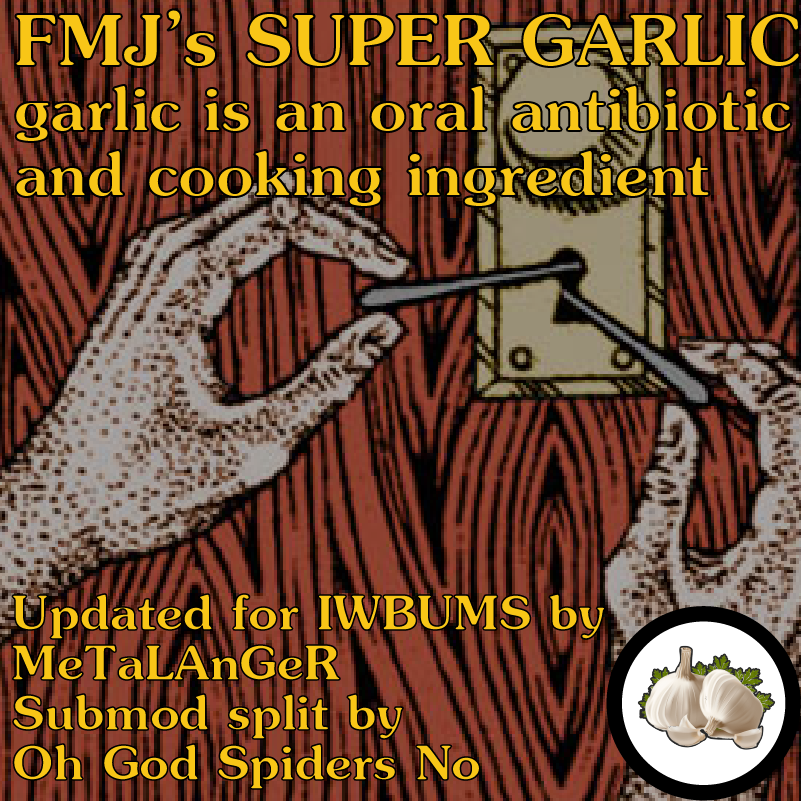 FMJ's SUPER GARLIC
garlic is an oral antibiotic
and cooking ingredient
Updated for IWBUMS by
MeTaLAnGeR
Submod split by
Oh God Spiders No